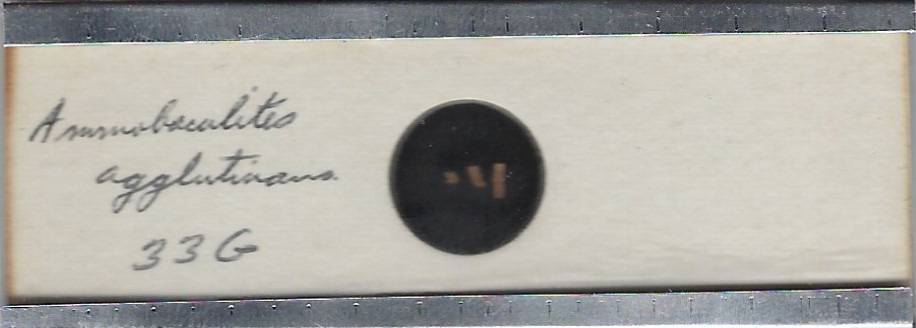 Ammobaculites
agglutinans.
33G